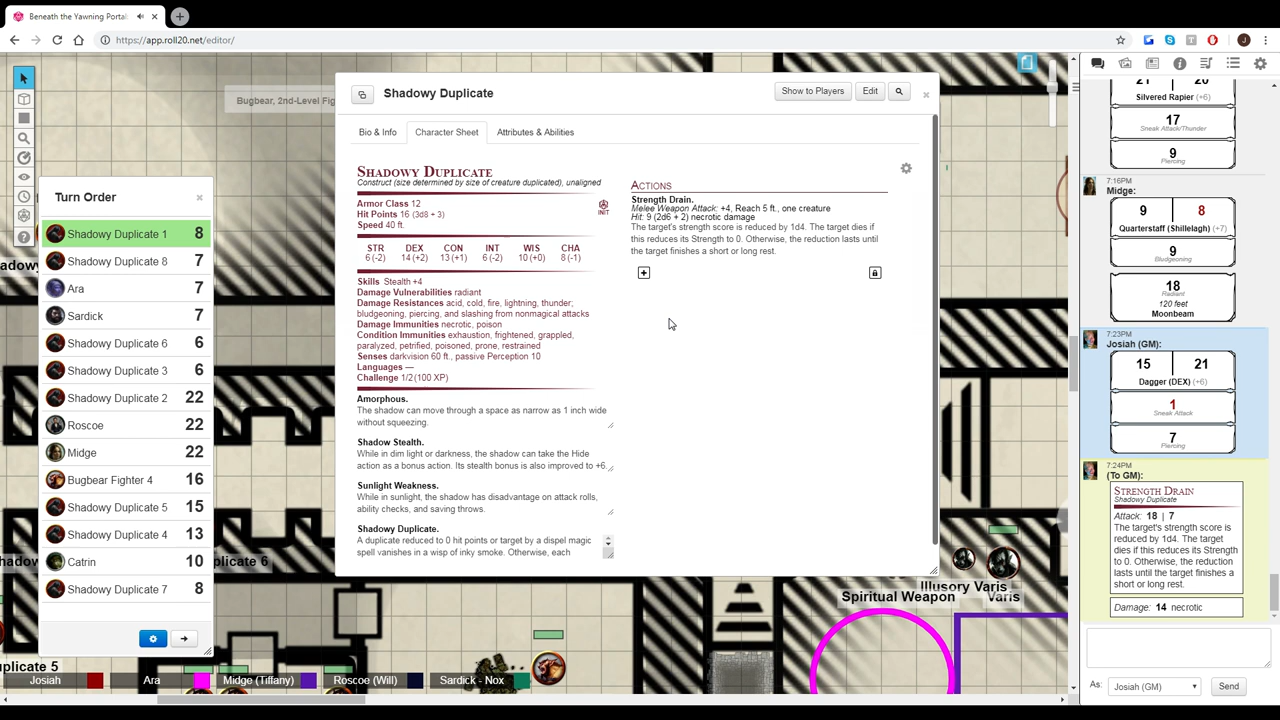 Beneath the Yawning Porta
https://app.roll20.net/editor/
Bugbear, 2nd-Level Fig
Turn Order
Shadowy Duplicate 1 8
Shadowy Duplicate 8 7
Ara 7
Sardick 7
Shadowy Duplicate 6 6
Shadowy Duplicate 3 6
Shadowy Duplicate 2 22
Roscoe 22
Midge 22
Bugbear Fighter 4 16
Shadowy Duplicate 5 15
Shadowy Duplicate 4 13
Catrin 10
Shadowy Duplicate 7 8
Shadowy Duplicate
Show to Players
Edit
Bio & Info
Character Sheet
Attributes & Abilities
SHADOWY DUPLICATE
Construct (size determined by size of creature duplicated), unaligned
Armor Class 12
Hit Points 16 (3d8 + 3)
Speed 40 ft.
INIT
STR DEX CON INT WIS CHA
6 (-2) 14 (+2) 13 (+1) 6 (-2) 10 (+0) 8 (-1)
Skills Stealth +4
Damage Vulnerabilities radiant
Damage Resistances acid, cold, fire, lightning, thunder;
bludgeoning, piercing, and slashing from nonmagical attacks
Damage Immunities necrotic, poison
Condition Immunities exhaustion, frightened, grappled,
paralyzed, petrified, poisoned, prone, restrained
Senses darkvision 60 ft., passive Perception 10
Languages —
Challenge 1/2 (100 XP)
Amorphous.
The shadow can move through a space as narrow as 1 inch wide
without squeezing.
Shadow Stealth.
While in dim light or darkness, the shadow can take the Hide
action as a bonus action. Its stealth bonus is also improved to +6
Sunlight Weakness.
While in sunlight, the shadow has disadvantage on attack rolls,
ability checks, and saving throws.
Shadowy Duplicate.
A duplicate reduced to 0 hit points or target by a dispel magic
spell vanishes in a wisp of inky smoke. Otherwise, each
ACTIONS
Strength Drain.
Melee Weapon Attack: +4, Reach 5 ft., one creature
Hit: 9 (2d6 + 2) necrotic damage
The target's strength score is reduced by 1d4. The target dies if
this reduces its Strength to 0. Otherwise, the reduction lasts until
the target finishes a short or long rest.
adow
adow
plicate 6
Illusory Varis
Spiritual Weapon
Varis
uplicate 5
Josiah
Ara
Midge (Tiffany)
Roscoe (Will)
Sardick - Nox
21 20
Silvered Rapier (+6)
17
Sneak Attack/Thunder
9
Piercing
7:16PM
Midge:
9 8
Quarterstaff (Shillelagh) (+7)
9
Bludgeoning
18
Radiant
120 feet
Moonbeam
7:23PM
Josiah (GM):
15 21
Dagger (DEX) (+6)
1
Sneak Attack
7
Piercing
7:24PM
(To GM):
STRENGTH DRAIN
Shadowy Duplicate
Attack: 18 | 7
The target's strength score is
reduced by 1d4. The target
dies if this reduces its Strength
to 0. Otherwise, the reduction
lasts until the target finishes a
short or long rest.
Damage: 14 necrotic
As:
Josiah (GM)
Send